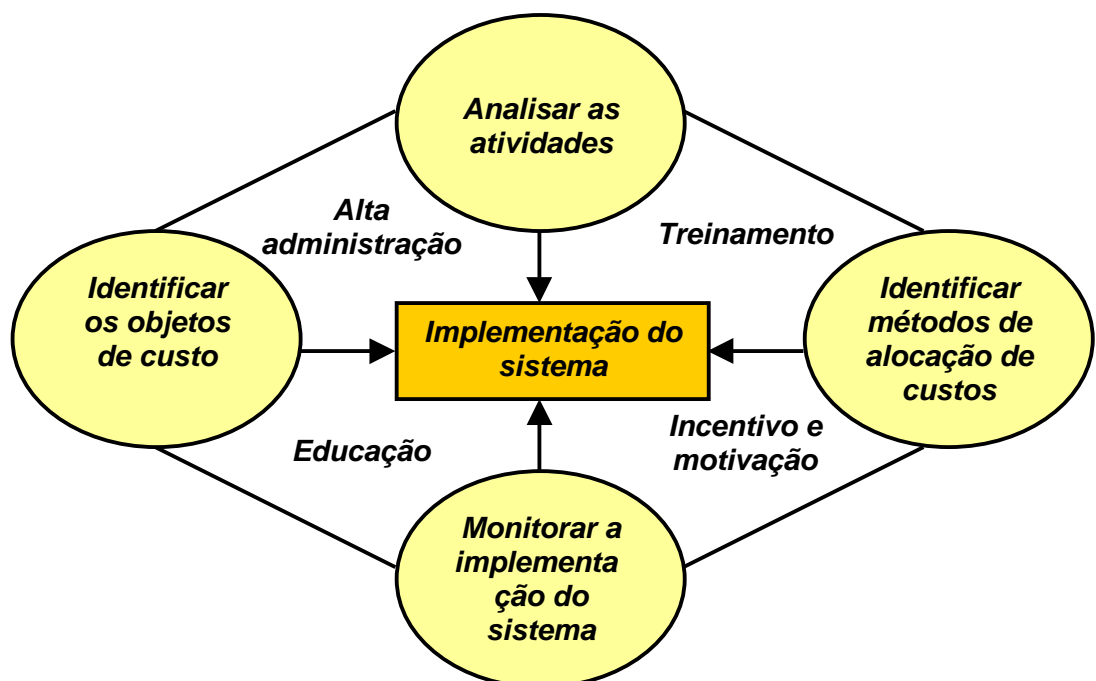 Analisar as
atividades
Alta
administração
Treinamento
Identificar
os objetos
de custo
Implementação do
sistema
Identificar
métodos de
alocação de
custos
Educação
Incentivo e
motivação
Monitorar a
implementa
ção do
sistema